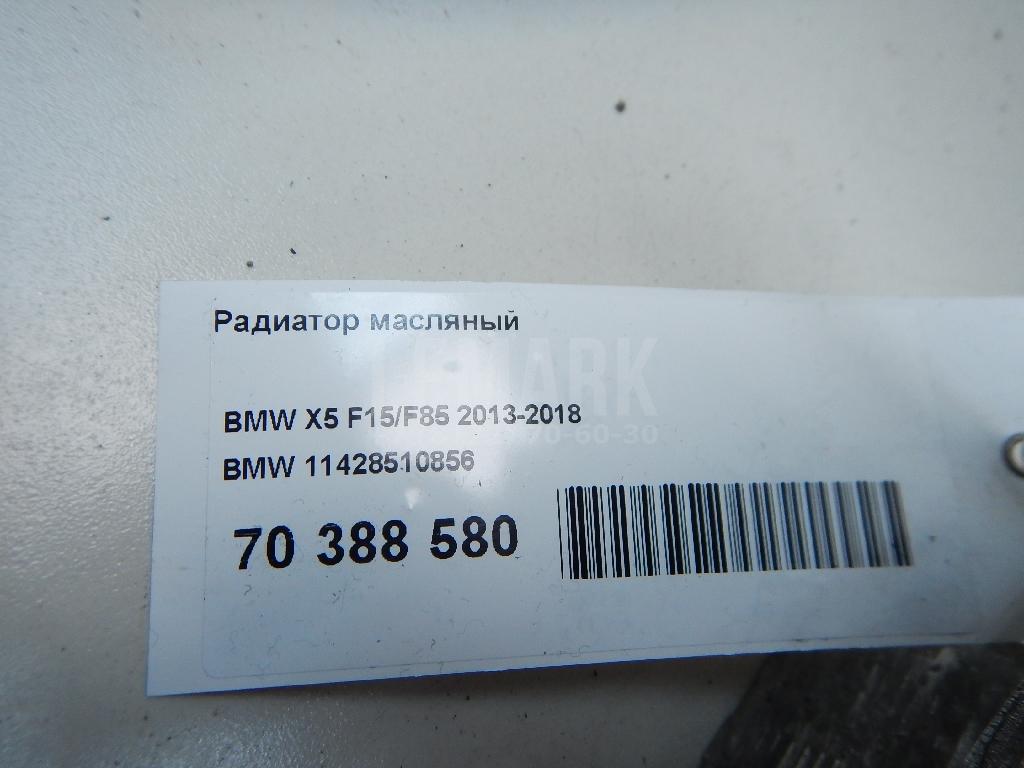 Радиатор масляный
BMW X5 F15/F85 2013-2018
BMW 11428510856
70 388 580